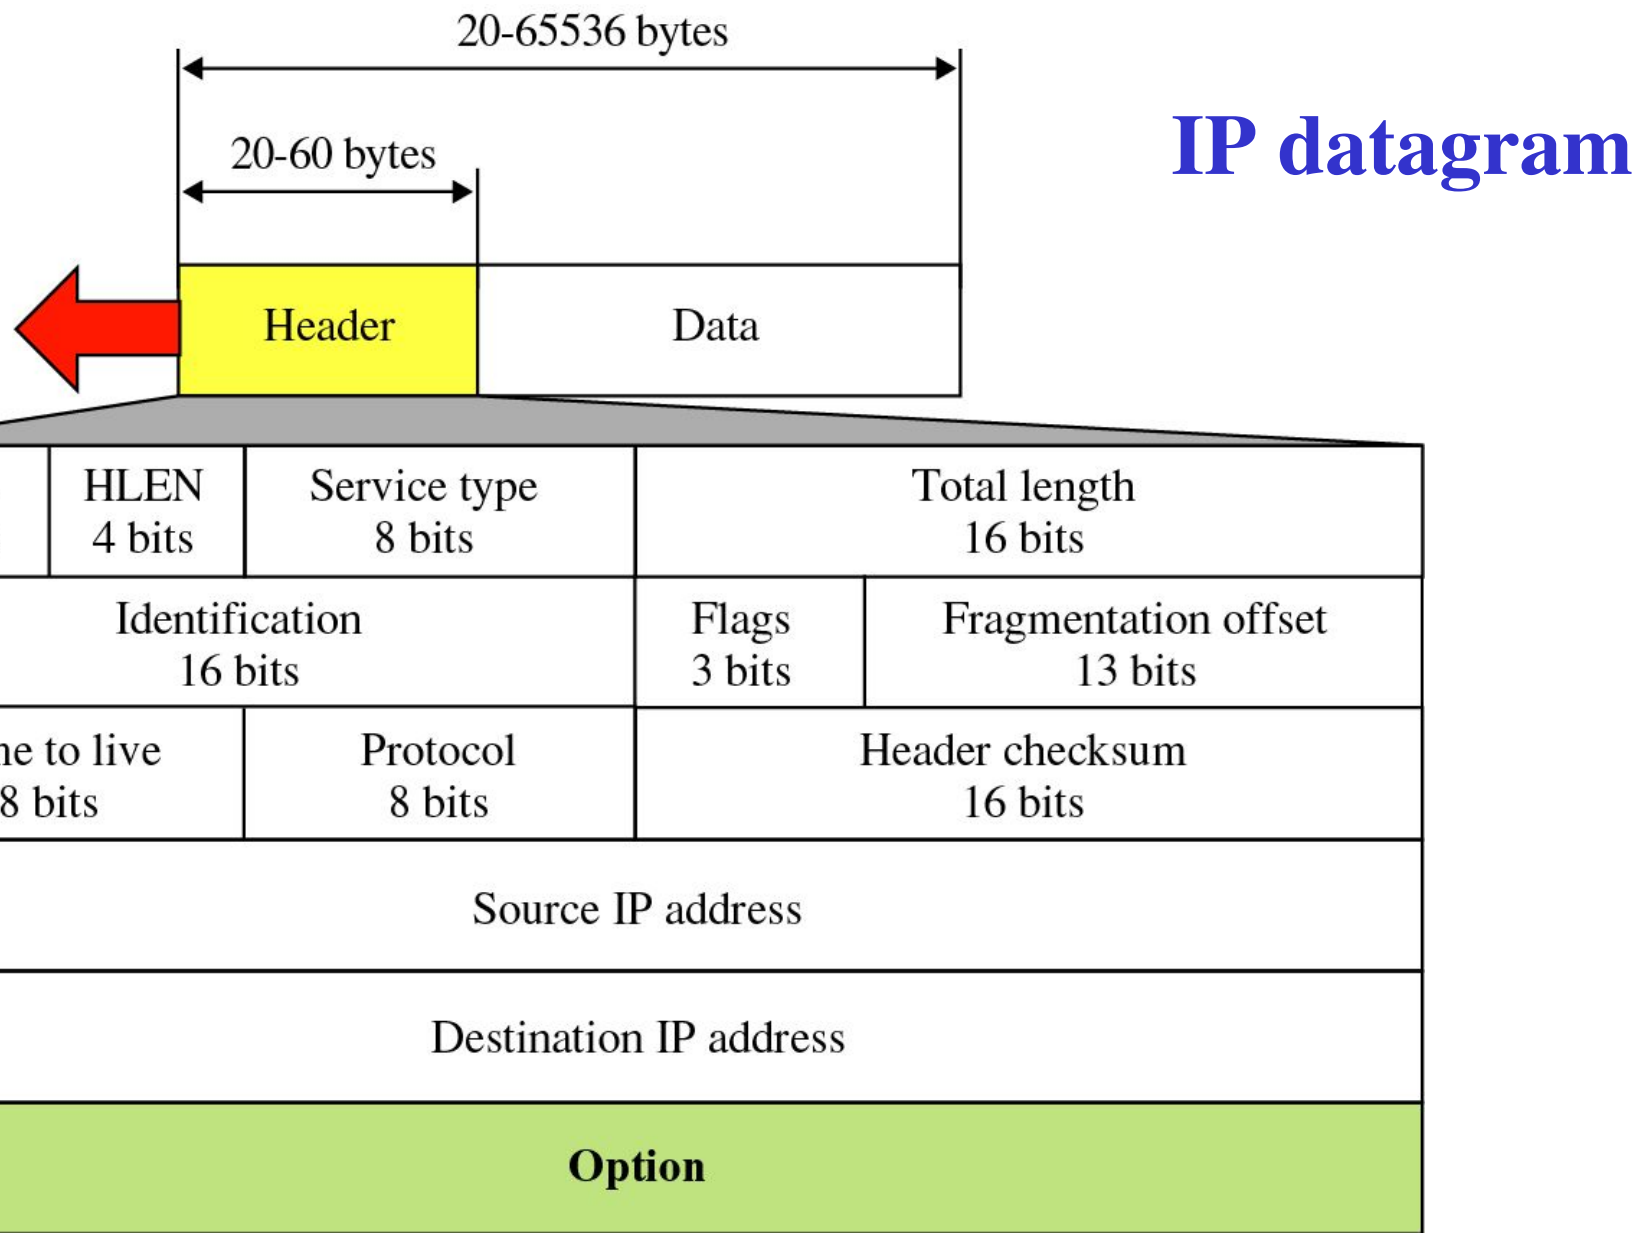 20-65536 bytes
IP datagram
20-60 bytes
Header
Data
HLEN
4 bits
Service type
8 bits
Total length
16 bits
Identification
16 bits
Flags
3 bits
Fragmentation offset
13 bits
to live
8 bits
Protocol
8 bits
Header checksum
16 bits
Source IP address
Destination IP address
Option